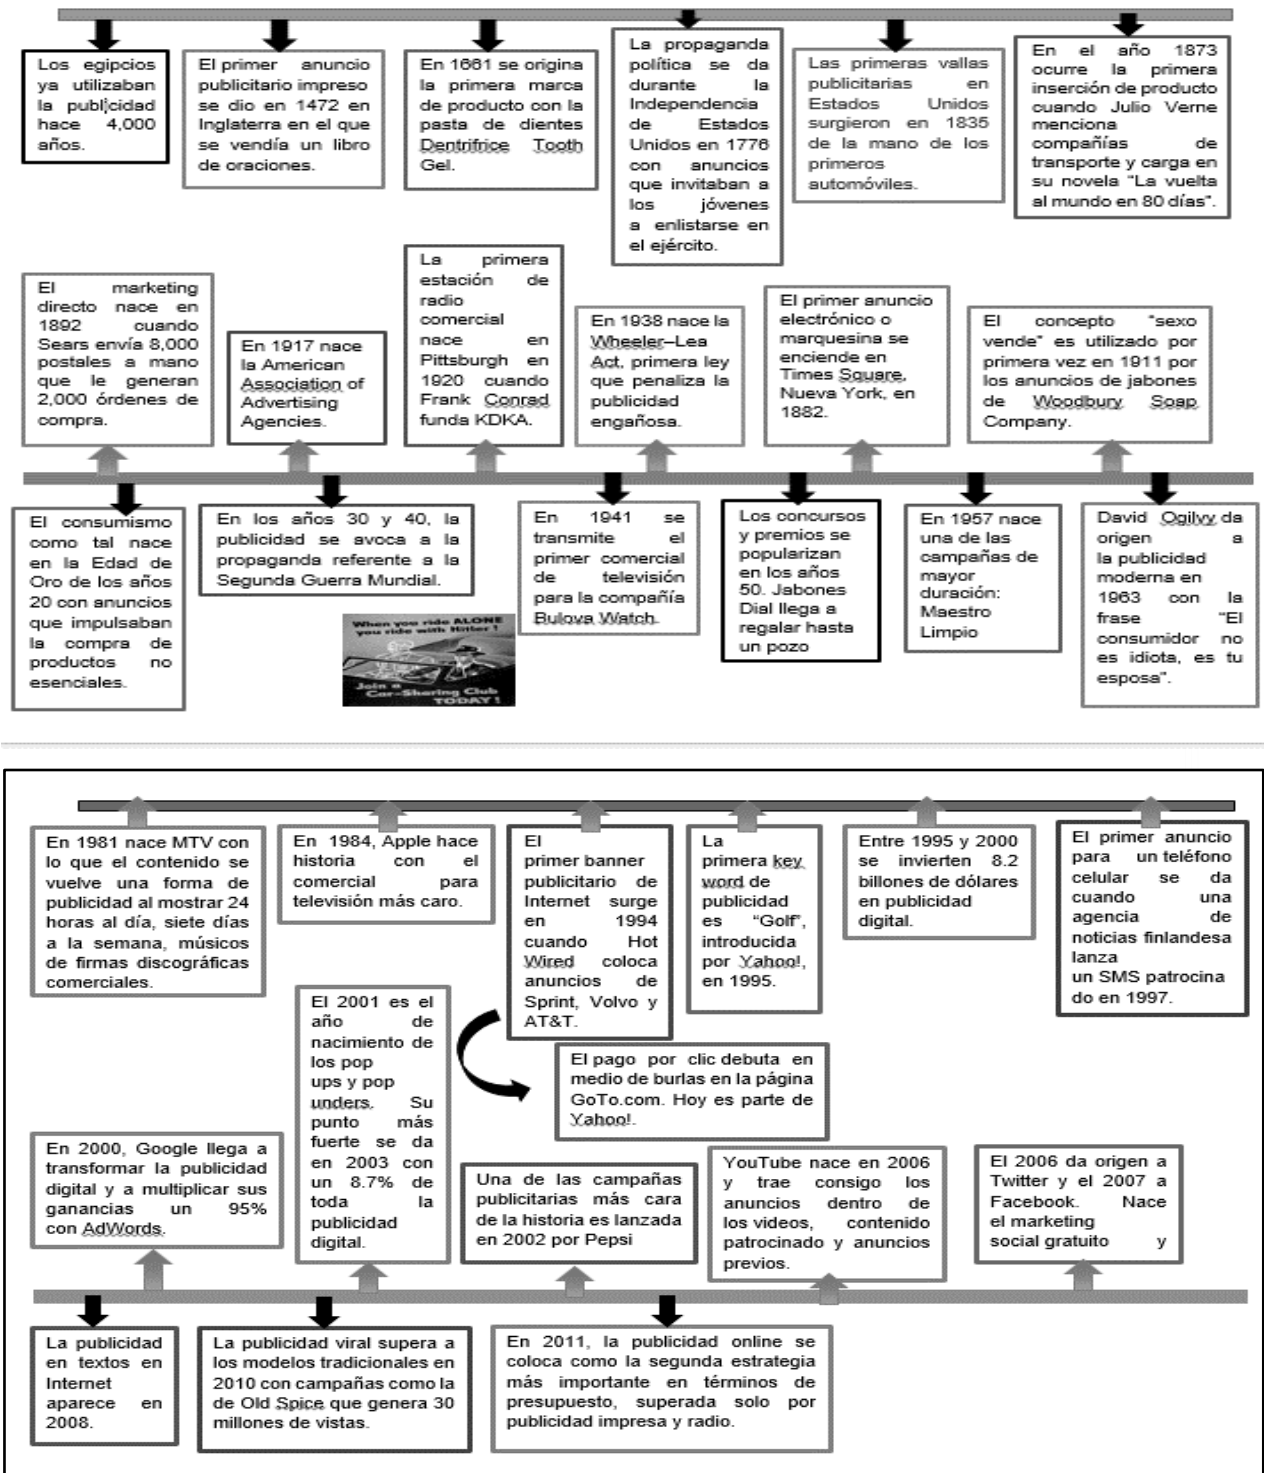 Los egipcios
ya utilizaban
la publicidad
hace 4,000
años.
El primer anuncio
publicitario impreso
se dio en 1472 en
Inglaterra en el que
se vendía un libro
de oraciones.
En 1661 se origina
la primera marca
de producto con la
pasta de dientes
Dentrifrice Tooth
Gel.
La propaganda
política se da
durante la
Independencia
de Estados
Unidos en 1776
con anuncios
que invitaban a
los jóvenes
a enlistarse en
el ejército.
Las primeras vallas
publicitarias en
Estados Unidos
surgieron en 1835
de la mano de los
primeros
automóviles.
En el año 1873
ocurre la primera
inserción de producto
cuando Julio Verne
menciona
compañías de
transporte y carga en
su novela “La vuelta
al mundo en 80 días”.
El marketing
directo nace en
1892 cuando
Sears envía 8,000
postales a mano
que le generan
2,000 órdenes de
compra.
En 1917 nace
la American
Association of
Advertising
Agencies.
La primera
estación de
radio
comercial
nace en
Pittsburgh en
1920 cuando
Frank Conrad
funda KDKA.
En 1938 nace la
Wheeler–Lea
Act, primera ley
que penaliza la
publicidad
engañosa.
El primer anuncio
electrónico o
marquesina se
enciende en
Times Square,
Nueva York, en
1882.
El concepto “sexo
vende” es utilizado por
primera vez en 1911 por
los anuncios de jabones
de Woodbury Soap
Company.
El consumismo
como tal nace
en la Edad de
Oro de los años
20 con anuncios
que impulsaban
la compra de
productos no
esenciales.
En los años 30 y 40, la
publicidad se avoca a la
propaganda referente a la
Segunda Guerra Mundial.
When you ride ALONE
you ride with Hitler !
Join a
Car-Sharing Club
TODAY !
En 1941 se
transmite el
primer comercial
de televisión
para la compañía
Bulova Watch.
Los concursos
y premios se
popularizan
en los años
50. Jabones
Dial llega a
regalar hasta
un pozo
En 1957 nace
una de las
campañas de
mayor
duración:
Maestro
Limpio
David Ogilvy da
origen a
la publicidad
moderna en
1963 con la
frase “El
consumidor no
es idiota, es tu
esposa”.
En 1981 nace MTV con
lo que el contenido se
vuelve una forma de
publicidad al mostrar 24
horas al día, siete días
a la semana, músicos
de firmas discográficas
comerciales.
En 1984, Apple hace
historia con el
comercial para
televisión más caro.
El
primer banner
publicitario de
Internet surge
en 1994
cuando Hot
Wired coloca
anuncios de
Sprint, Volvo y
AT&T.
La
primera key
word de
publicidad
es “Golf”,
introducida
por Yahoo!,
en 1995.
Entre 1995 y 2000
se invierten 8.2
billones de dólares
en publicidad
digital.
El primer anuncio
para un teléfono
celular se da
cuando una
agencia de
noticias finlandesa
lanza
un SMS patrocina
do en 1997.
El pago por clic debuta en
medio de burlas en la página
GoTo.com. Hoy es parte de
Yahoo!.
En 2000, Google llega a
transformar la publicidad
digital y a multiplicar sus
ganancias un 95%
con AdWords.
El 2001 es el
año de
nacimiento de
los pop
ups y pop
unders. Su
punto más
fuerte se da
en 2003 con
un 8.7% de
toda la
publicidad
digital.
Una de las campañas
publicitarias más cara
de la historia es lanzada
en 2002 por Pepsi
YouTube nace en 2006
y trae consigo los
anuncios dentro de
los videos, contenido
patrocinado y anuncios
previos.
El 2006 da origen a
Twitter y el 2007 a
Facebook. Nace
el marketing
social gratuito y
La publicidad
en textos en
Internet
aparece en
2008.
La publicidad viral supera a
los modelos tradicionales en
2010 con campañas como la
de Old Spice que genera 30
millones de vistas.
En 2011, la publicidad online se
coloca como la segunda estrategia
más importante en términos de
presupuesto, superada solo por
publicidad impresa y radio.